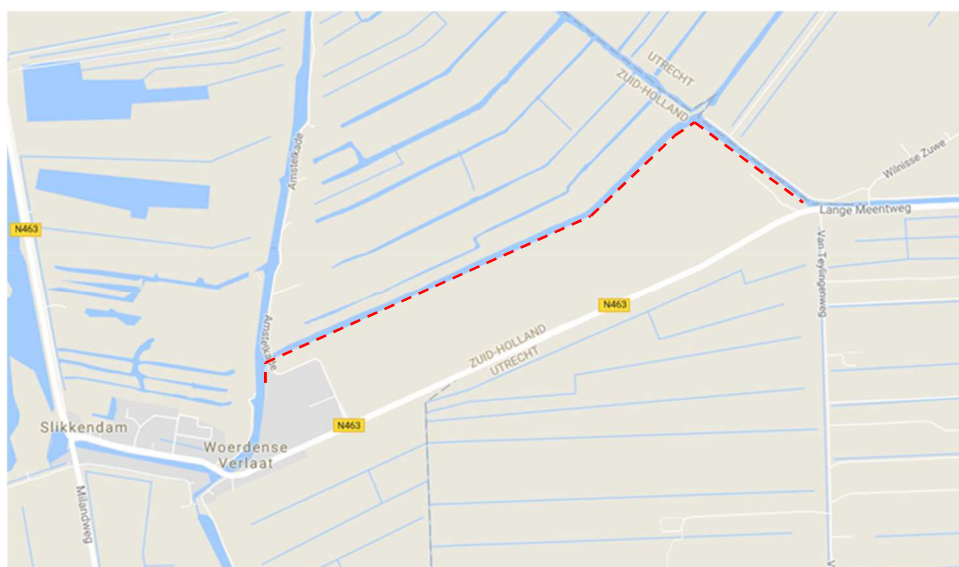 UTRECHT
ZUID-HOLLAND
Amstelkade
Wilnisse Zuwe
Lange Meentweg
N463
Van Teylingenweg
N463
Amstelkade
ZUID-HOLLAND
UTRECHT
N463
Slikkendam
Woerdense
Verlaat
Milandweg
V